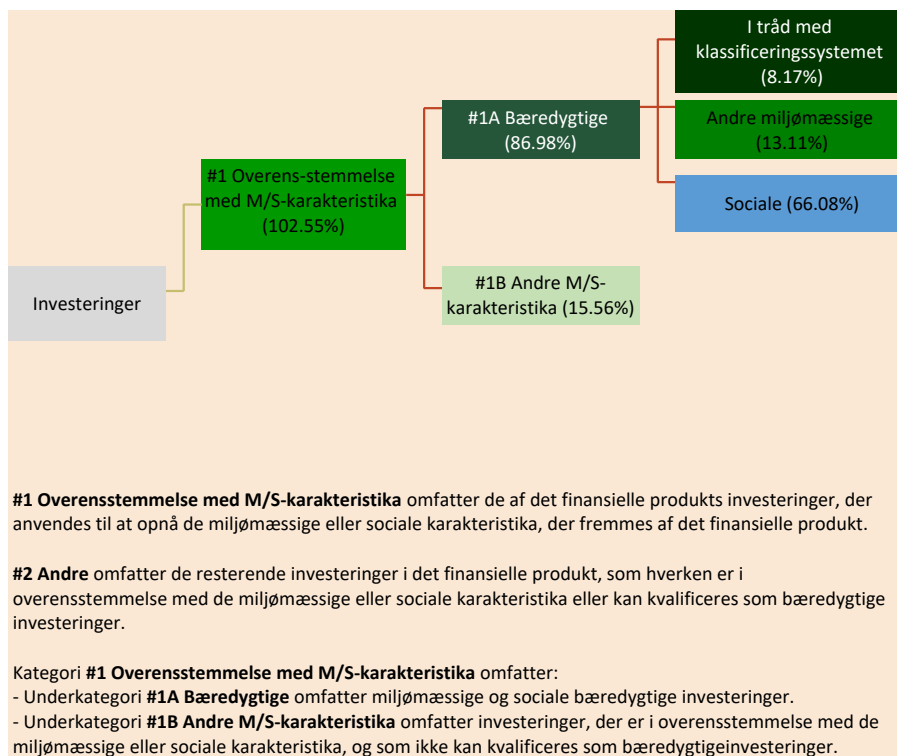 I tråd med
klassificeringssystemet
(8.17%)
#1A Bæredygtige
(86.98%)
Andre miljømæssige
(13.11%)
#1 Overens-stemmelse
med M/S-karakteristika
(102.55%)
Sociale (66.08%)
Investeringer
#1B Andre M/S-
karakteristika (15.56%)
#1 Overensstemmelse med M/S-karakteristika omfatter de af det finansielle produkts investeringer, der
anvendes til at opnå de miljømæssige eller sociale karakteristika, der fremmes af det finansielle produkt.
#2 Andre omfatter de resterende investeringer i det finansielle produkt, som hverken er i
overensstemmelse med de miljømæssige eller sociale karakteristika eller kan kvalificeres som bæredygtige
investeringer.
Kategori #1 Overensstemmelse med M/S-karakteristika omfatter:
- Underkategori #1A Bæredygtige omfatter miljømæssige og sociale bæredygtige investeringer.
- Underkategori #1B Andre M/S-karakteristika omfatter investeringer, der er i overensstemmelse med de
miljømæssige eller sociale karakteristika, og som ikke kan kvalificeres som bæredygtigeinvesteringer.